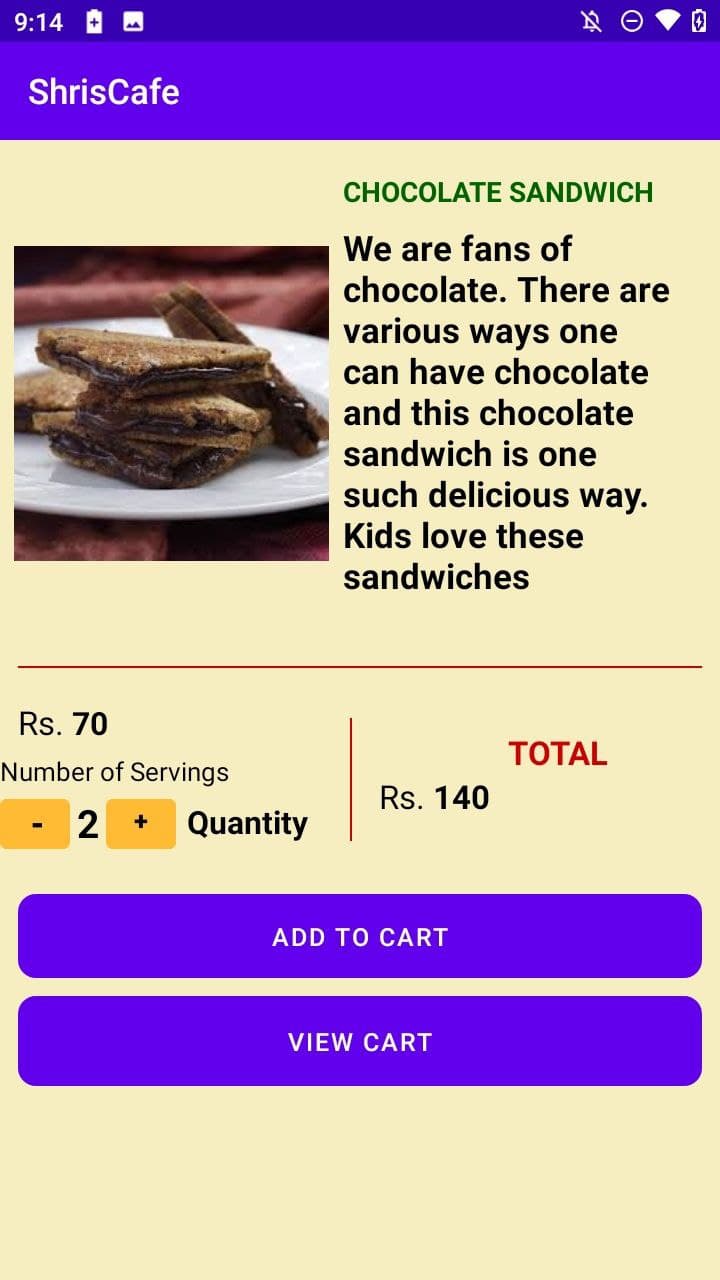 9:14
ShrisCafe
CHOCOLATE SANDWICH
We are fans of
chocolate. There are
various ways one
can have chocolate
and this chocolate
sandwich is one
such delicious way.
Kids love these
sandwiches
Rs. 70
Number of Servings
- 2 + Quantity
TOTAL
Rs. 140
ADD TO CART
VIEW CART